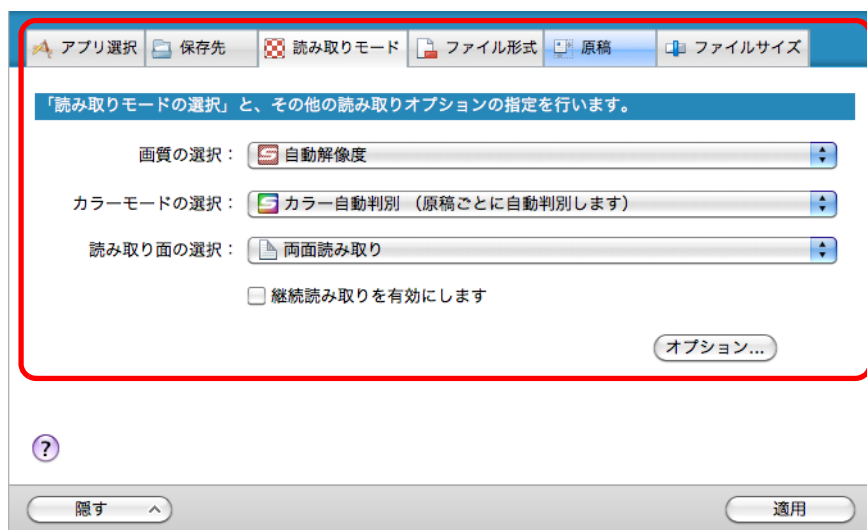 アプリ選択 保存先 読み取りモード ファイル形式 原稿 ファイルサイズ
「読み取りモードの選択」と、その他の読み取りオプションの指定を行います。
画質の選択： 自動解像度
カラーモードの選択： カラー自動判別 （原稿ごとに自動判別します）
読み取り面の選択： 両面読み取り
継続読み取りを有効にします
オプション...
?
隠す 適用